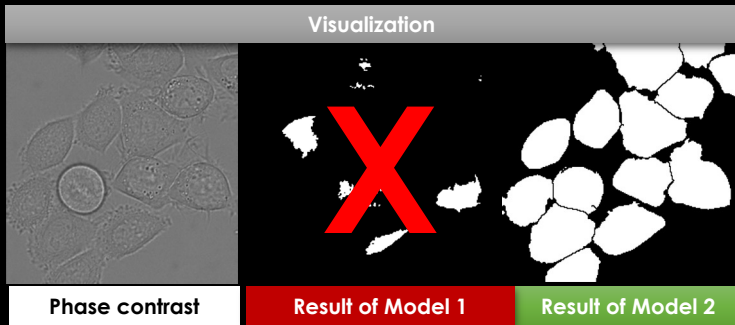 Visualization
X
Phase contrast
Result of Model 1
Result of Model 2